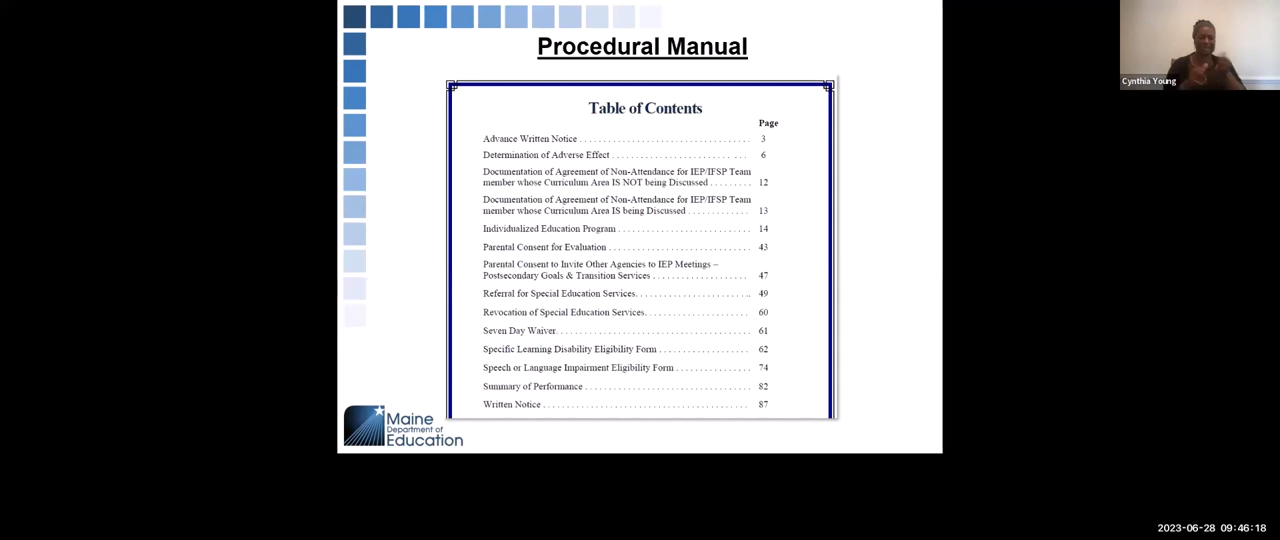 Procedural Manual
Cynthia Young
Table of Contents
Page
Advance Written Notice . . . . . . . . . . . . . . . . . . . . . . . . . . . . . . . . . . . 3
Determination of Adverse Effect . . . . . . . . . . . . . . . . . . . . . . . . . . . . 6
Documentation of Agreement of Non-Attendance for IEP/IFSP Team
member whose Curriculum Area IS NOT being Discussed . . . . . . . . 12
Documentation of Agreement of Non-Attendance for IEP/IFSP Team
member whose Curriculum Area IS being Discussed . . . . . . . . . . . . 13
Individualized Education Program . . . . . . . . . . . . . . . . . . . . . . . . . . 14
Parental Consent for Evaluation . . . . . . . . . . . . . . . . . . . . . . . . . . . . 43
Parental Consent to Invite Other Agencies to IEP Meetings –
Postsecondary Goals & Transition Services . . . . . . . . . . . . . . . . . . . 47
Referral for Special Education Services. . . . . . . . . . . . . . . . . . . . . . .. 49
Revocation of Special Education Services. . . . . . . . . . . . . . . . . . . . . 60
Seven Day Waiver. . . . . . . . . . . . . . . . . . . . . . . . . . . . . . . . . . . . . . 61
Specific Learning Disability Eligibility Form . . . . . . . . . . . . . . . . . . 62
Speech or Language Impairment Eligibility Form . . . . . . . . . . . . . . . 74
Summary of Performance . . . . . . . . . . . . . . . . . . . . . . . . . . . . . . . . . 82
Written Notice . . . . . . . . . . . . . . . . . . . . . . . . . . . . . . . . . . . . . . . . . 87
Maine
Department of
Education
2023-06-28 09:46:18